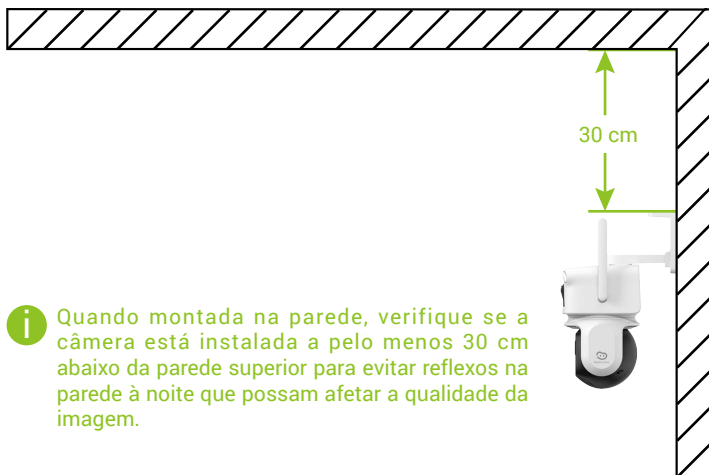 30 cm
Quando montada na parede, verifique se a
câmera está instalada a pelo menos 30 cm
abaixo da parede superior para evitar reflexos na
parede à noite que possam afetar a qualidade da
imagem.